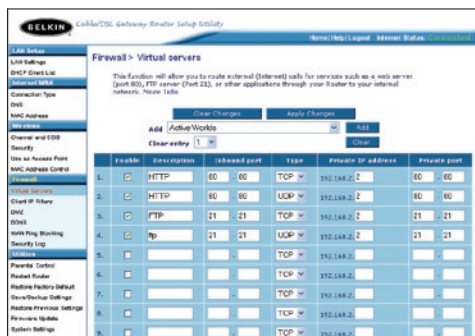 BELKIN
Cable/DSL Gateway Router Setup Utility
Home | Help | Logout Internet Status: Connected
LAN Setup
LAN Settings
DHCP Client List
Internet WAN
Connection Type
DNS
MAC Address
Wireless
Channel and SSID
Security
Use as Access Point
MAC Address Control
Firewall
Virtual Servers
Client IP Filters
DMZ
DDNS
WAN Ping Blocking
Security Log
Utilities
Parental Control
Restart Router
Restore Factory Default
Save/Backup Settings
Restore Previous Settings
Firmware Update
System Settings
Firewall > Virtual servers
This function will allow you to route external (Internet) calls for services such as a web server
(port 80), FTP server (Port 21), or other applications through your Router to your internal
network. More Info
Clear Changes Apply Changes
Add Active Worlds Add
Clear entry 1 Clear
Enable Description Inbound port Type Private IP address Private port
1. HTTP 80 - 80 TCP 192.168.2. 2 80 - 80
2. HTTP 80 - 80 UDP 192.168.2. 2 80 - 80
3. FTP 21 - 21 TCP 192.168.2. 2 21 - 21
4. ftp 21 - 21 UDP 192.168.2. 2 21 - 21
5. - TCP 192.168.2. -
6. - TCP 192.168.2. -
7. - TCP 192.168.2. -
8. - TCP 192.168.2. -
9. - TCP 192.168.2. -